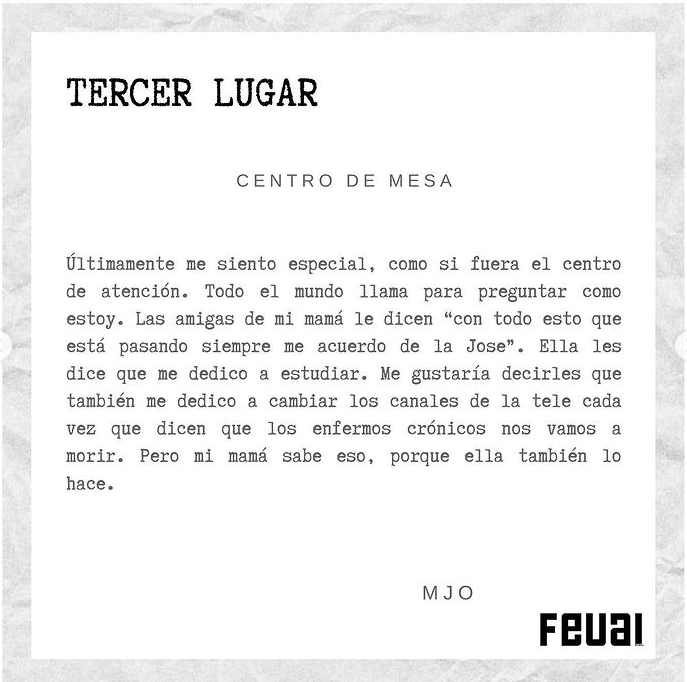 TERCER LUGAR
CENTRO DE MESA
Últimamente me siento especial, como si fuera el centro
de atención. Todo el mundo llama para preguntar como
estoy. Las amigas de mi mamá le dicen “con todo esto que
está pasando siempre me acuerdo de la Jose”. Ella les
dice que me dedico a estudiar. Me gustaría decirles que
también me dedico a cambiar los canales de la tele cada
vez que dicen que los enfermos crónicos nos vamos a
morir. Pero mi mamá sabe eso, porque ella también lo
hace.
MJO
FEUAI